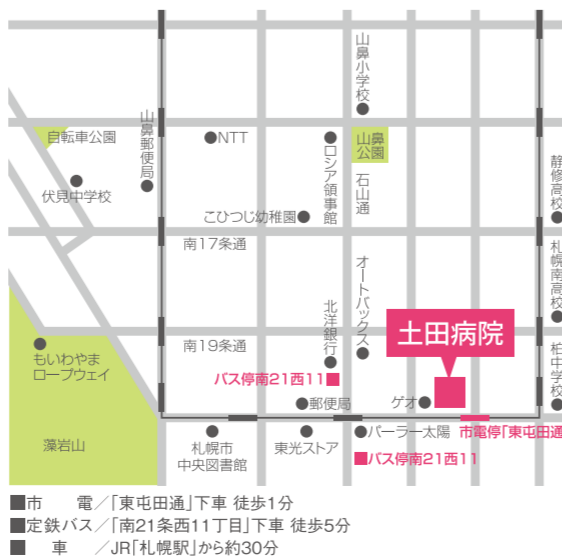 山鼻小学校
自転車公園
山鼻郵便局
NTT
ロシア領事館
山鼻
公園
石山通
静修高校
伏見中学校
こひつじ幼稚園
南17条通
札幌南高校
オートバックス
北洋銀行
土田病院
南19条通
柏中学校
もいわやま
ロープウェイ
バス停南21西11
郵便局
ゲオ
藻岩山
札幌市
中央図書館
東光ストア
パーラー太陽
市電停「東屯田通
バス停南21西11
■市　電／「東屯田通」下車 徒歩1分
■定鉄バス／「南21条西11丁目」下車 徒歩5分
■　車　／JR「札幌駅」から約30分